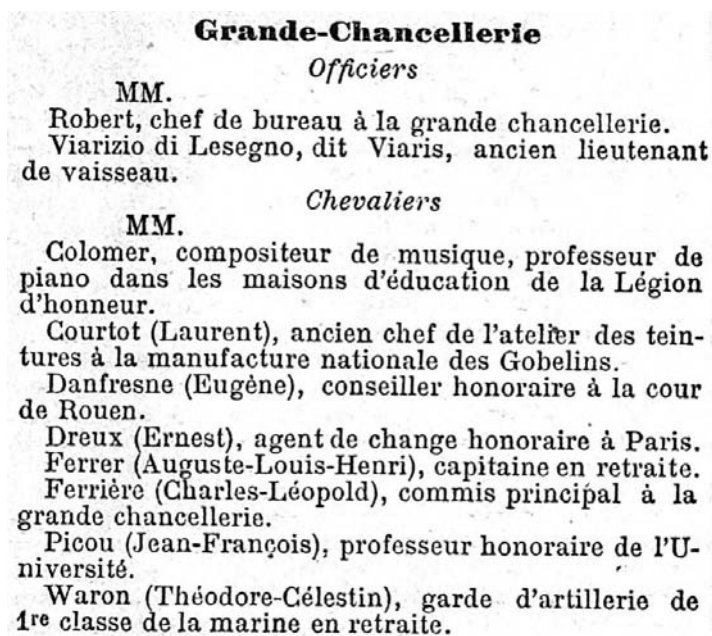 Grande-Chancellerie
Officiers
MM.
Robert, chef de bureau à la grande chancellerie.
Viarizio di Lesegno, dit Viaris, ancien lieutenant
de vaisseau.
Chevaliers
MM.
Colomer, compositeur de musique, professeur de
piano dans les maisons d'éducation de la Légion
d'honneur.
Courtot (Laurent), ancien chef de l'atelier des tein-
tures à la manufacture nationale des Gobelins.
Danfresne (Eugène), conseiller honoraire à la cour
de Rouen.
Dreux (Ernest), agent de change honoraire à Paris.
Ferrer (Auguste-Louis-Henri), capitaine en retraite.
Ferrière (Charles-Léopold), commis principal à la
grande chancellerie.
Picou (Jean-François), professeur honoraire de l'U-
niversité.
Waron (Théodore-Célestin), garde d'artillerie de
1re classe de la marine en retraite.